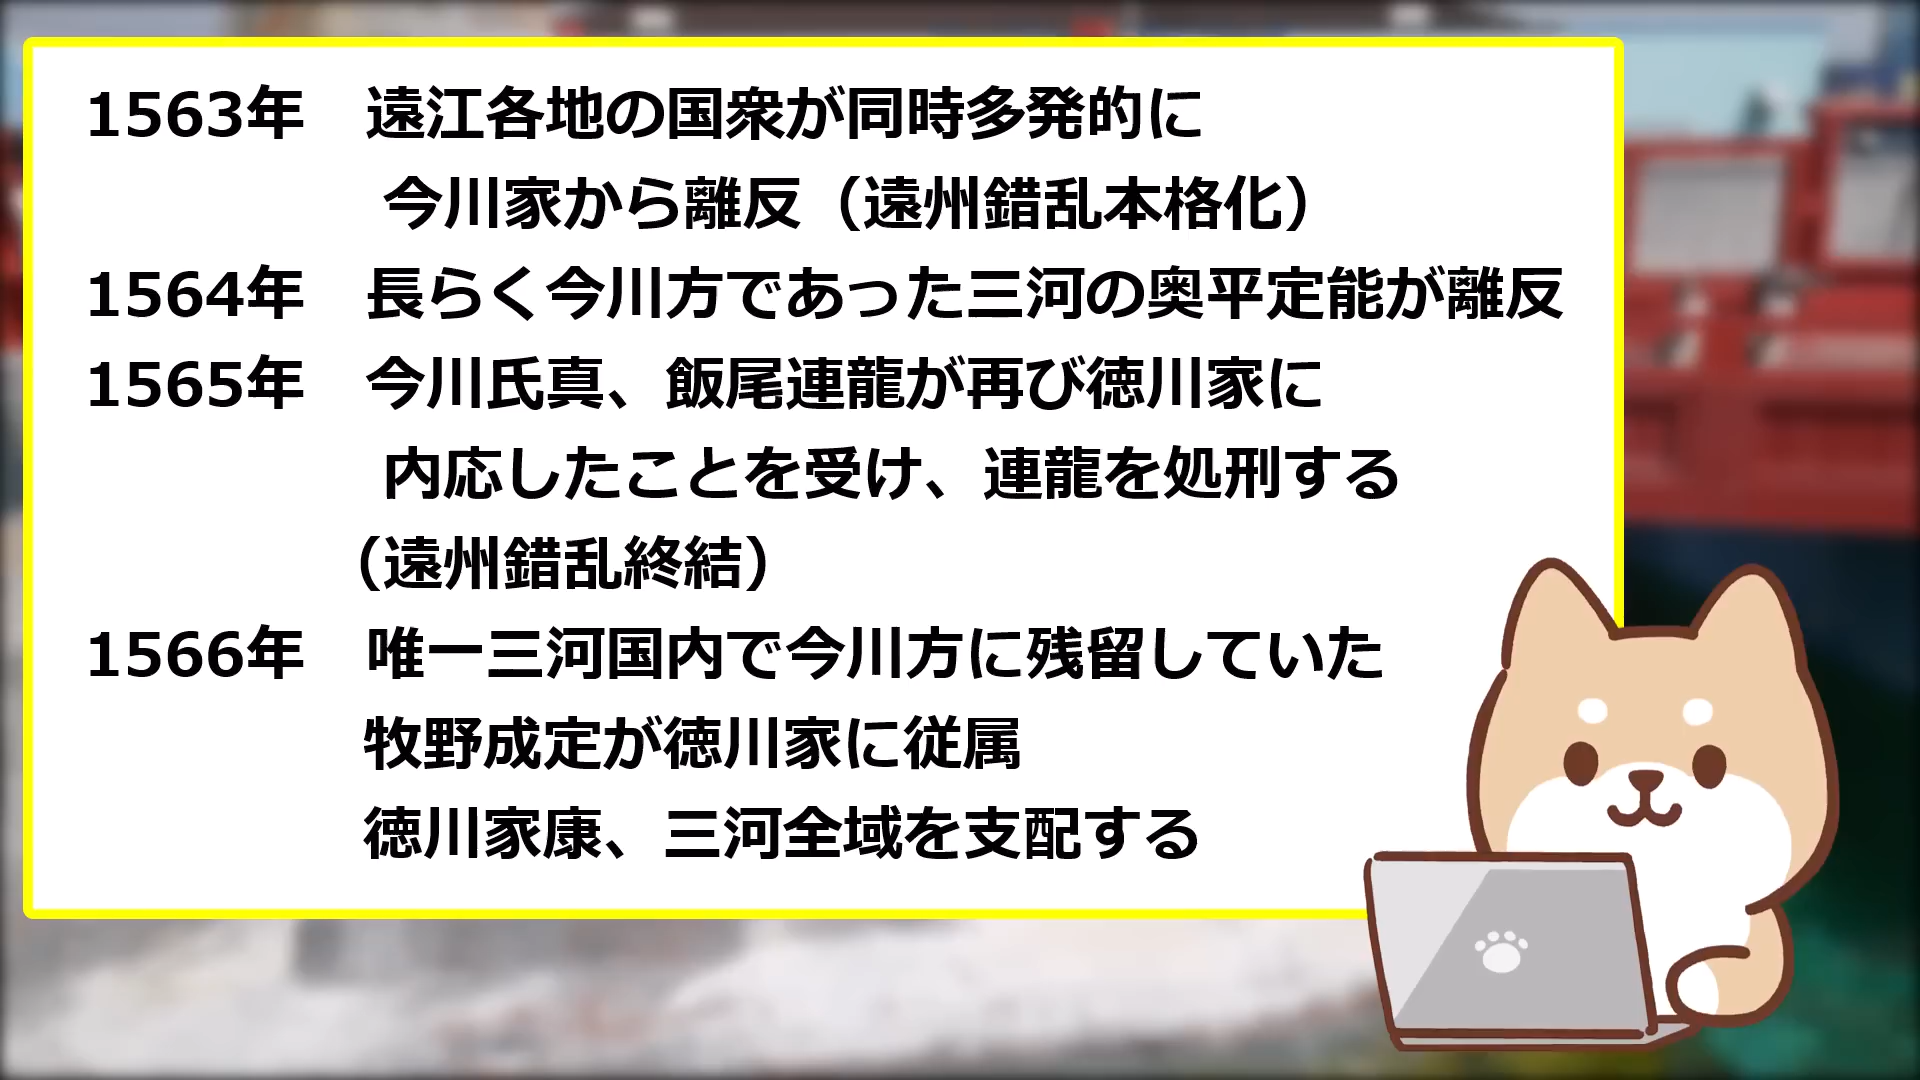 1563年　遠江各地の国衆が同時多発的に
今川家から離反（遠州錯乱本格化）
1564年　長らく今川方であった三河の奥平定能が離反
1565年　今川氏真、飯尾連龍が再び徳川家に
内応したことを受け、連龍を処刑する
（遠州錯乱終結）
1566年　唯一三河国内で今川方に残留していた
牧野成定が徳川家に従属
徳川家康、三河全域を支配する